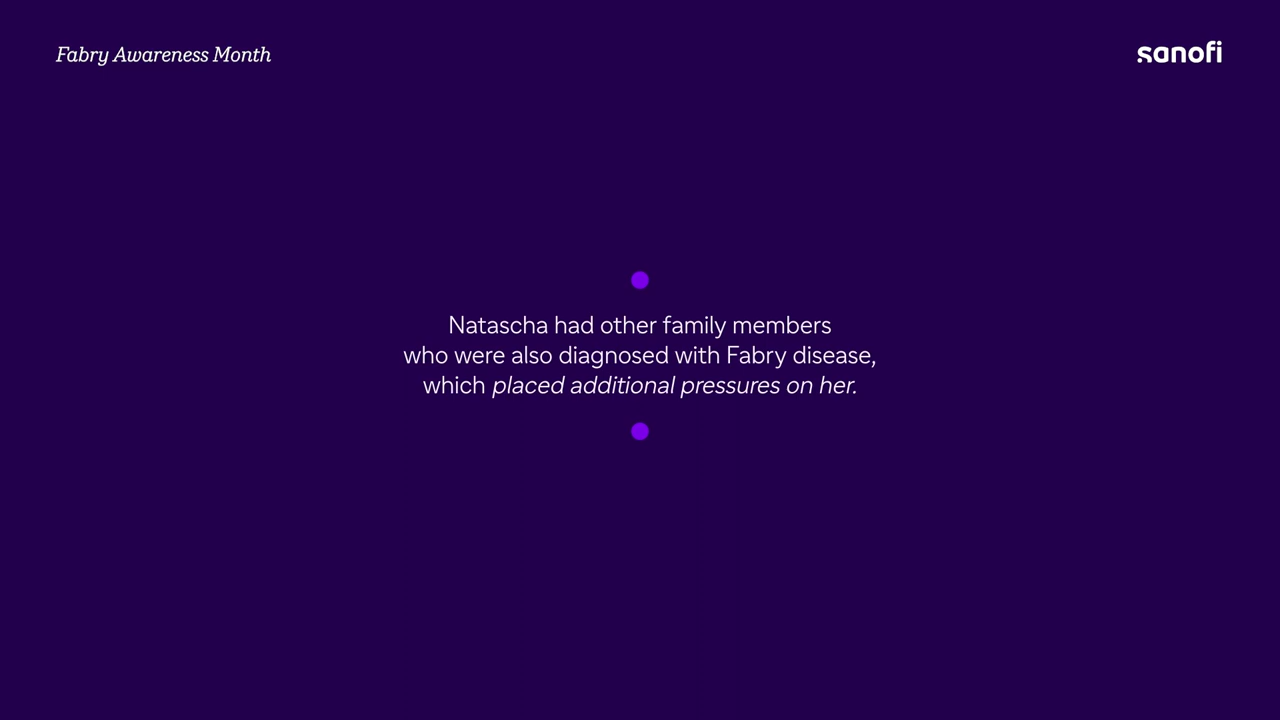 Fabry Awareness Month
sanofi
Natascha had other family members
who were also diagnosed with Fabry disease,
which placed additional pressures on her.